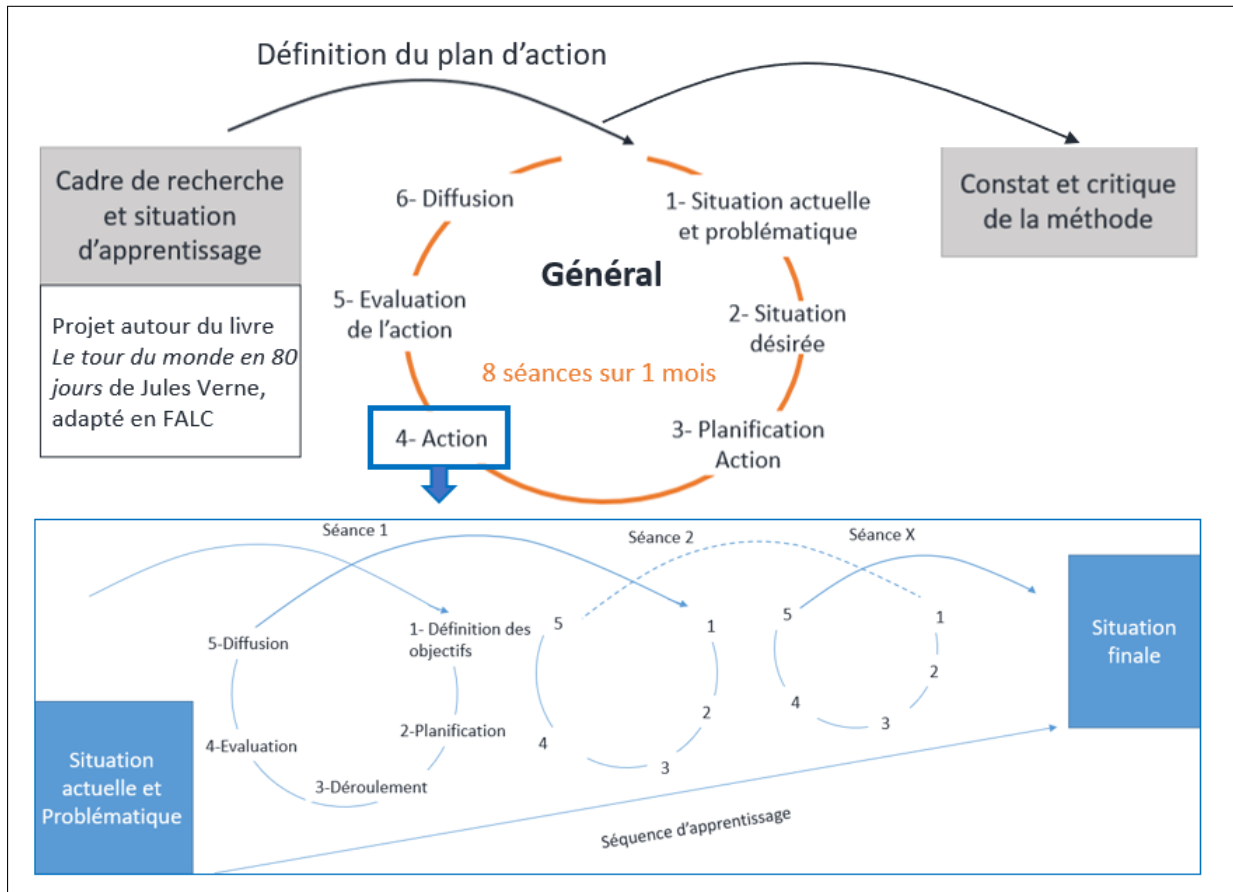 Définition du plan d’action
Cadre de recherche
et situation
d’apprentissage
Projet autour du livre
Le tour du monde en 80
jours de Jules Verne,
adapté en FALC
6- Diffusion
1- Situation actuelle
et problématique
Général
5- Evaluation
de l’action
2- Situation
désirée
8 séances sur 1 mois
4- Action
3- Planification
Action
Constat et critique
de la méthode
Séance 1
Séance 2
Séance X
Situation
actuelle et
Problématique
5-Diffusion
1- Définition des
objectifs
4-Evaluation
2-Planification
3-Déroulement
5
1
4
2
3
5
1
4
2
3
Situation
finale
Séquence d’apprentissage